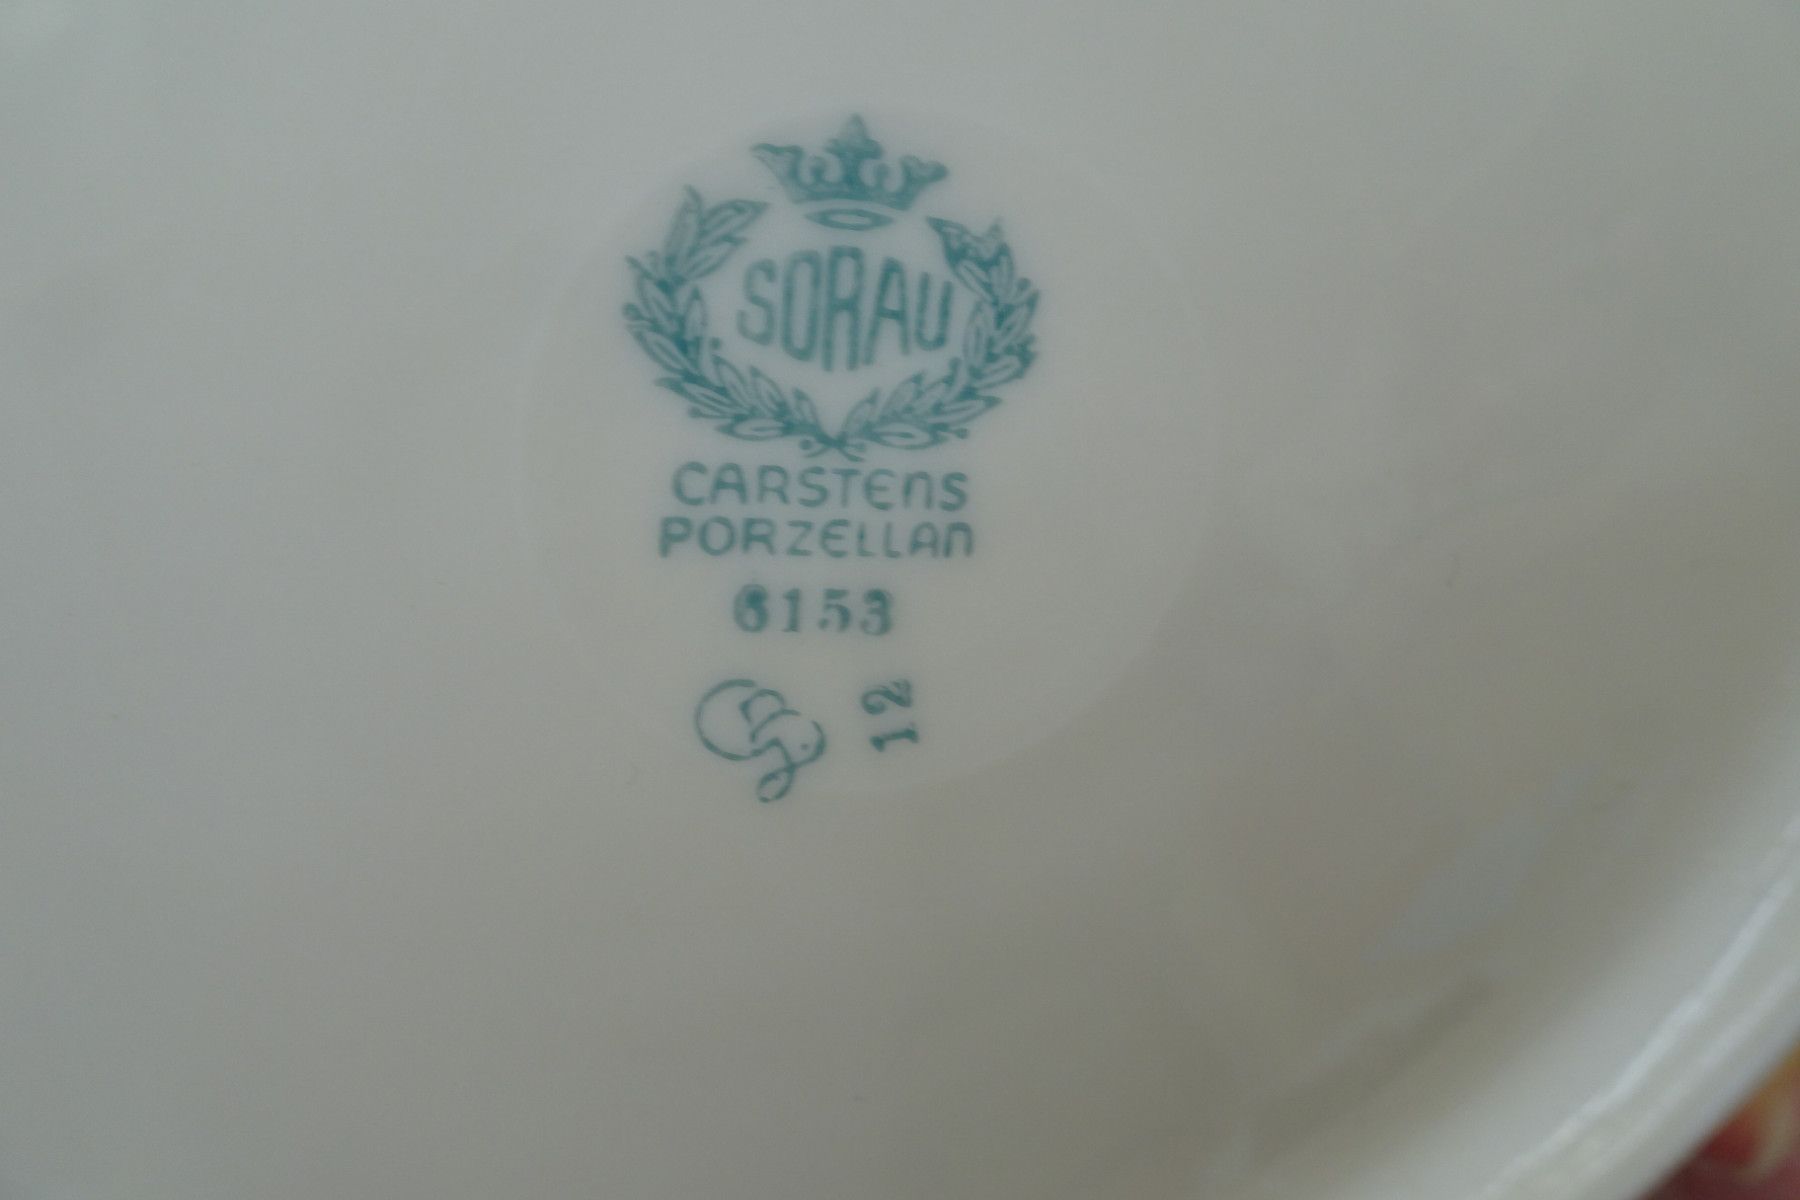 SORAU
CARSTENS
PORZELLAN
6153
12